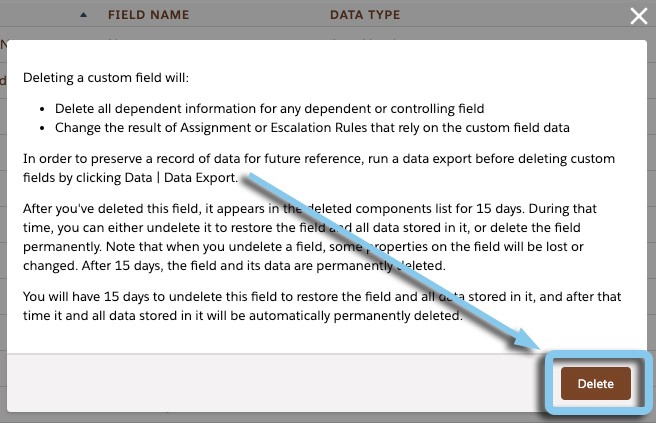 FIELD NAME DATA TYPE
Deleting a custom field will:
• Delete all dependent information for any dependent or controlling field
• Change the result of Assignment or Escalation Rules that rely on the custom field data
In order to preserve a record of data for future reference, run a data export before deleting custom
fields by clicking Data | Data Export.
After you've deleted this field, it appears in the deleted components list for 15 days. During that
time, you can either undelete it to restore the field and all data stored in it, or delete the field
permanently. Note that when you undelete a field, some properties on the field will be lost or
changed. After 15 days, the field and its data are permanently deleted.
You will have 15 days to undelete this field to restore the field and all data stored in it, and after that
time it and all data stored in it will be automatically permanently deleted.
Delete